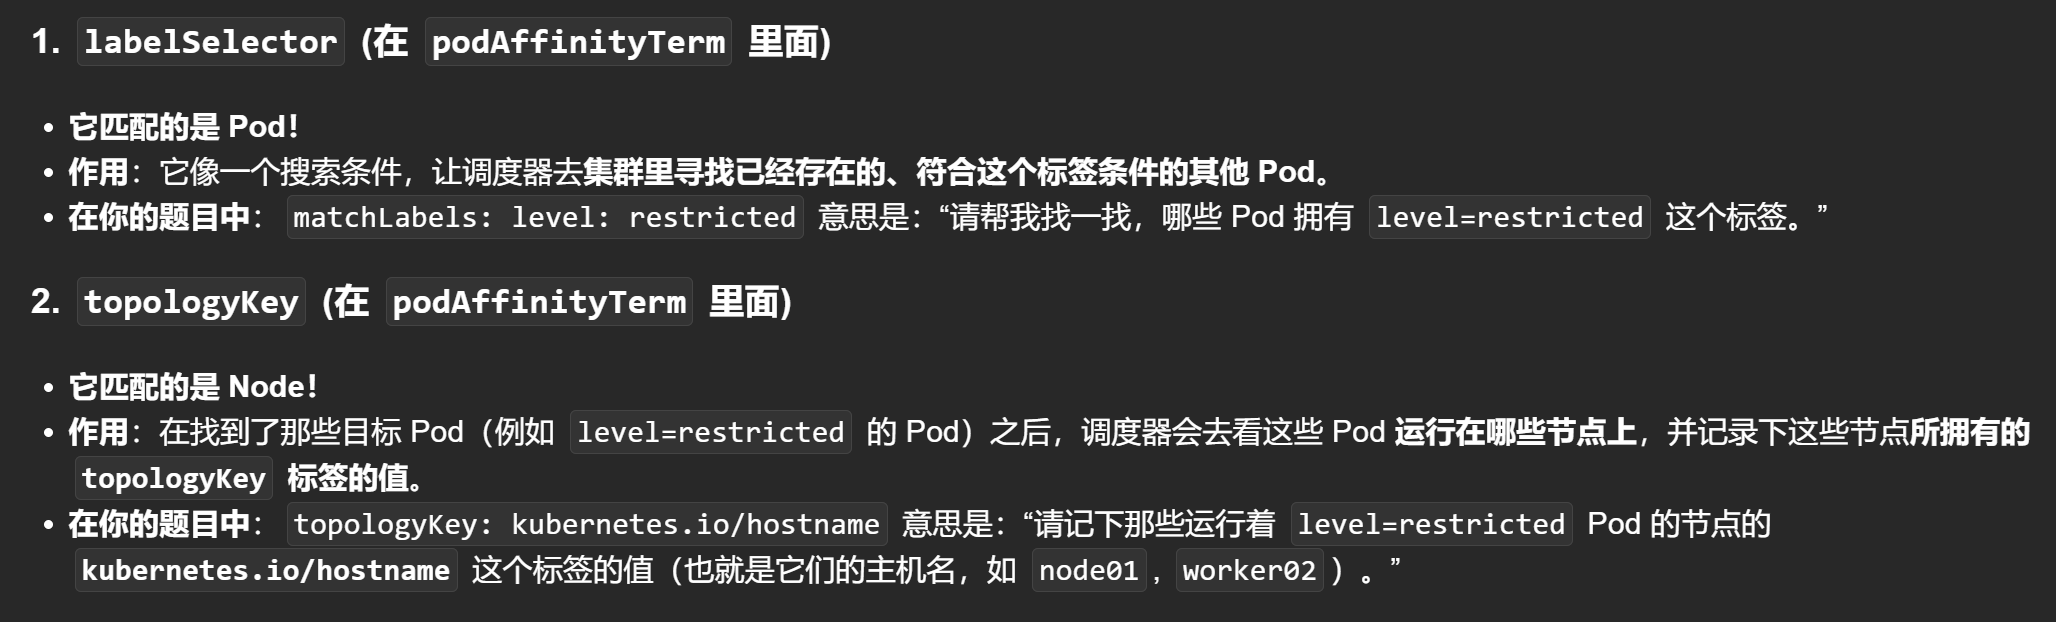 1. labelSelector (在 podAffinityTerm 里面)
• 它匹配的是 Pod！
• 作用：它像一个搜索条件，让调度器去集群里寻找已经存在的、符合这个标签条件的其他 Pod。
• 在你的题目中： matchLabels: level: restricted 意思是：“请帮我找一找，哪些 Pod 拥有 level=restricted 这个标签。”
2. topologyKey (在 podAffinityTerm 里面)
• 它匹配的是 Node！
• 作用：在找到了那些目标 Pod（例如 level=restricted 的 Pod）之后，调度器会去看这些 Pod 运行在哪些节点上，并记录下这些节点所拥有的
topologyKey 标签的值。
• 在你的题目中： topologyKey: kubernetes.io/hostname 意思是：“请记下那些运行着 level=restricted Pod 的节点的
kubernetes.io/hostname 这个标签的值（也就是它们的主机名，如 node01 , worker02 ）。”